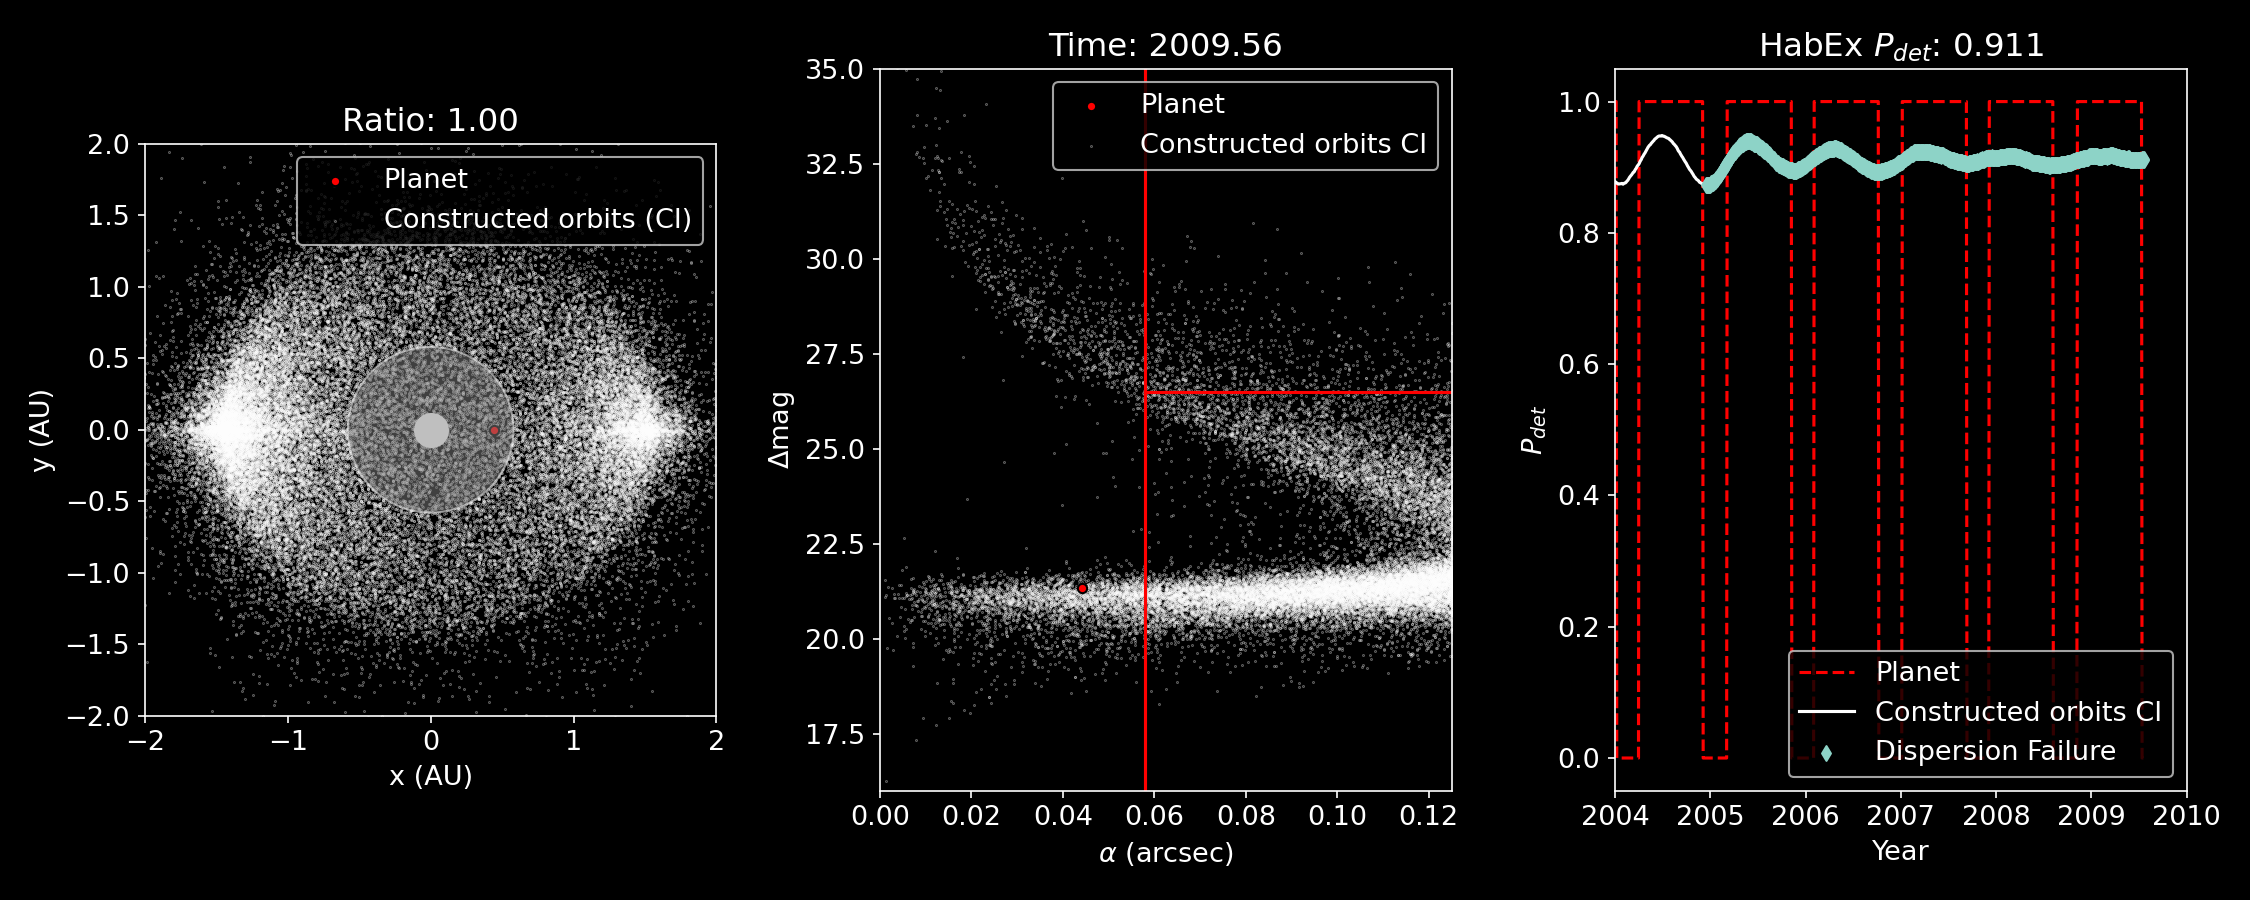 Ratio: 1.00
2.0
1.5
1.0
0.5
0.0
−0.5
−1.0
−1.5
−2.0
y (AU)
Planet
Constructed orbits (CI)
−2
−1
0
1
2
x (AU)
Time: 2009.56
35.0
32.5
30.0
27.5
25.0
22.5
20.0
17.5
Δmag
Planet
Constructed orbits CI
0.00
0.02
0.04
0.06
0.08
0.10
0.12
α (arcsec)
HabEx P_det: 0.911
1.0
0.8
0.6
0.4
0.2
0.0
P_det
Planet
Constructed orbits CI
Dispersion Failure
2004
2005
2006
2007
2008
2009
2010
Year